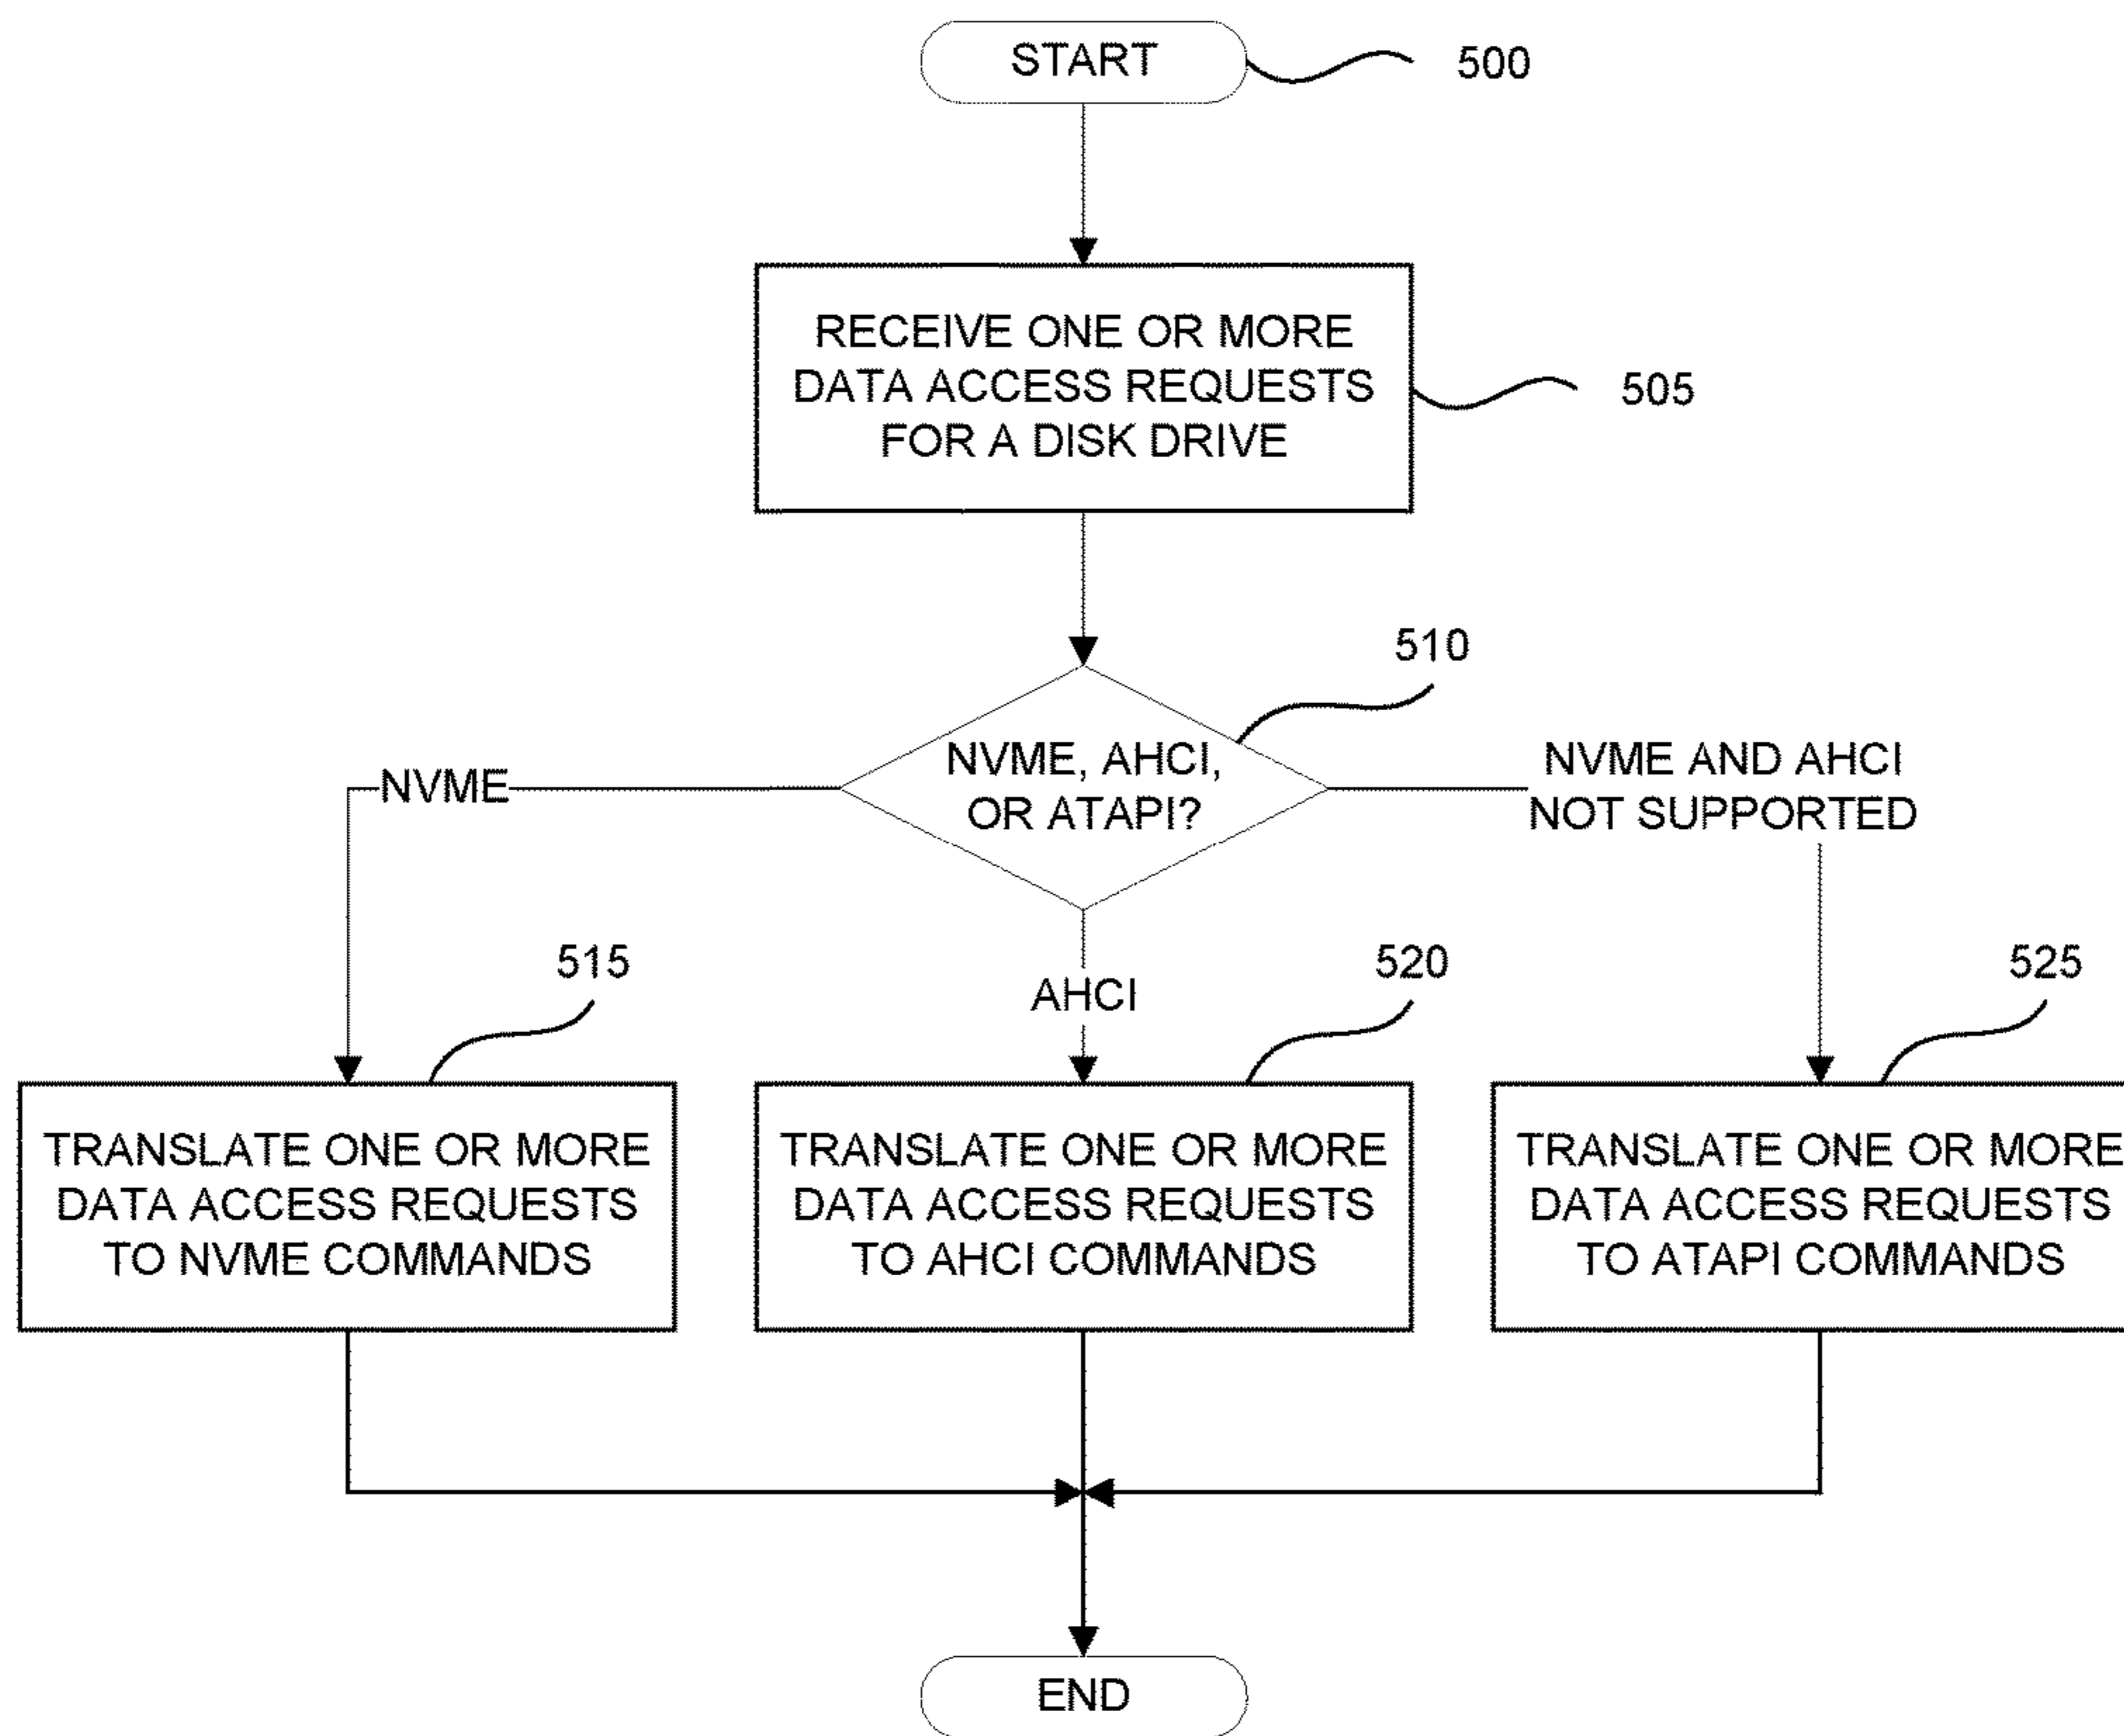 START
500
RECEIVE ONE OR MORE
DATA ACCESS REQUESTS
FOR A DISK DRIVE
505
510
NVME, AHCI,
OR ATAPI?
NVME
NVME AND AHCI
NOT SUPPORTED
AHCI
515
520
525
TRANSLATE ONE OR MORE
DATA ACCESS REQUESTS
TO NVME COMMANDS
TRANSLATE ONE OR MORE
DATA ACCESS REQUESTS
TO AHCI COMMANDS
TRANSLATE ONE OR MORE
DATA ACCESS REQUESTS
TO ATAPI COMMANDS
END